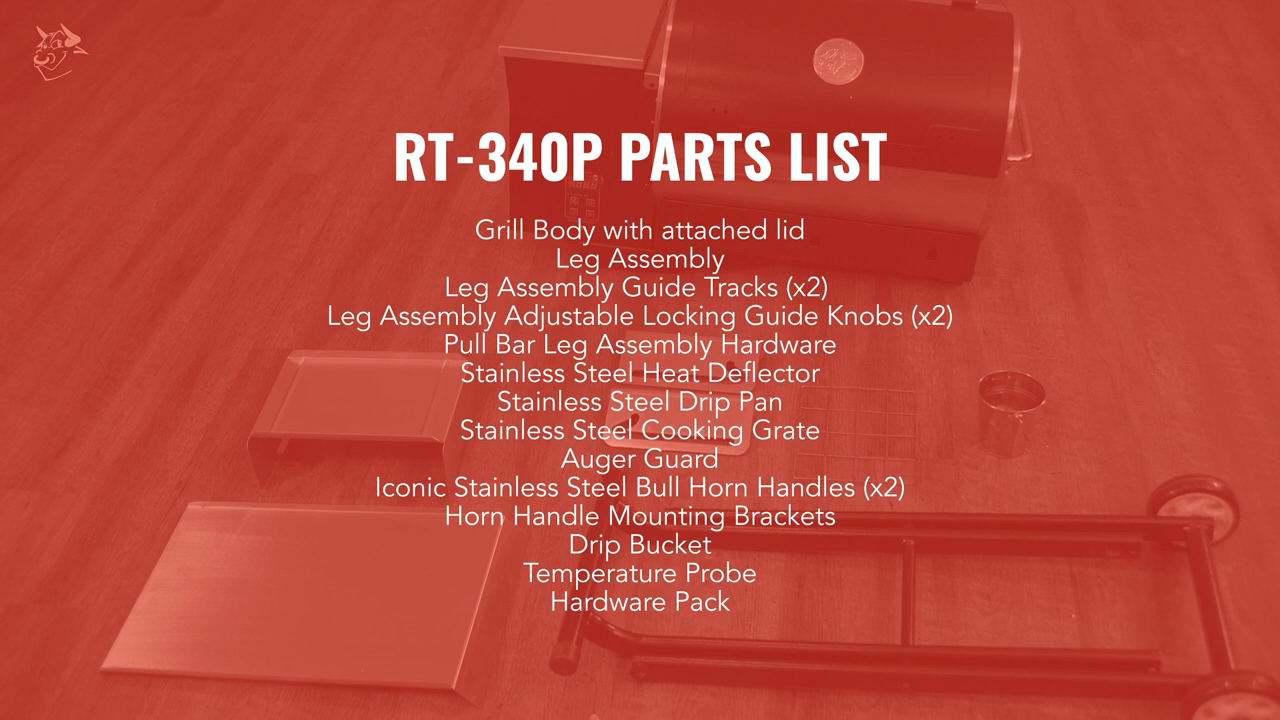 RT-340P PARTS LIST
Grill Body with attached lid
Leg Assembly
Leg Assembly Guide Tracks (x2)
Leg Assembly Adjustable Locking Guide Knobs (x2)
Pull Bar Leg Assembly Hardware
Stainless Steel Heat Deflector
Stainless Steel Drip Pan
Stainless Steel Cooking Grate
Auger Guard
Iconic Stainless Steel Bull Horn Handles (x2)
Horn Handle Mounting Brackets
Drip Bucket
Temperature Probe
Hardware Pack